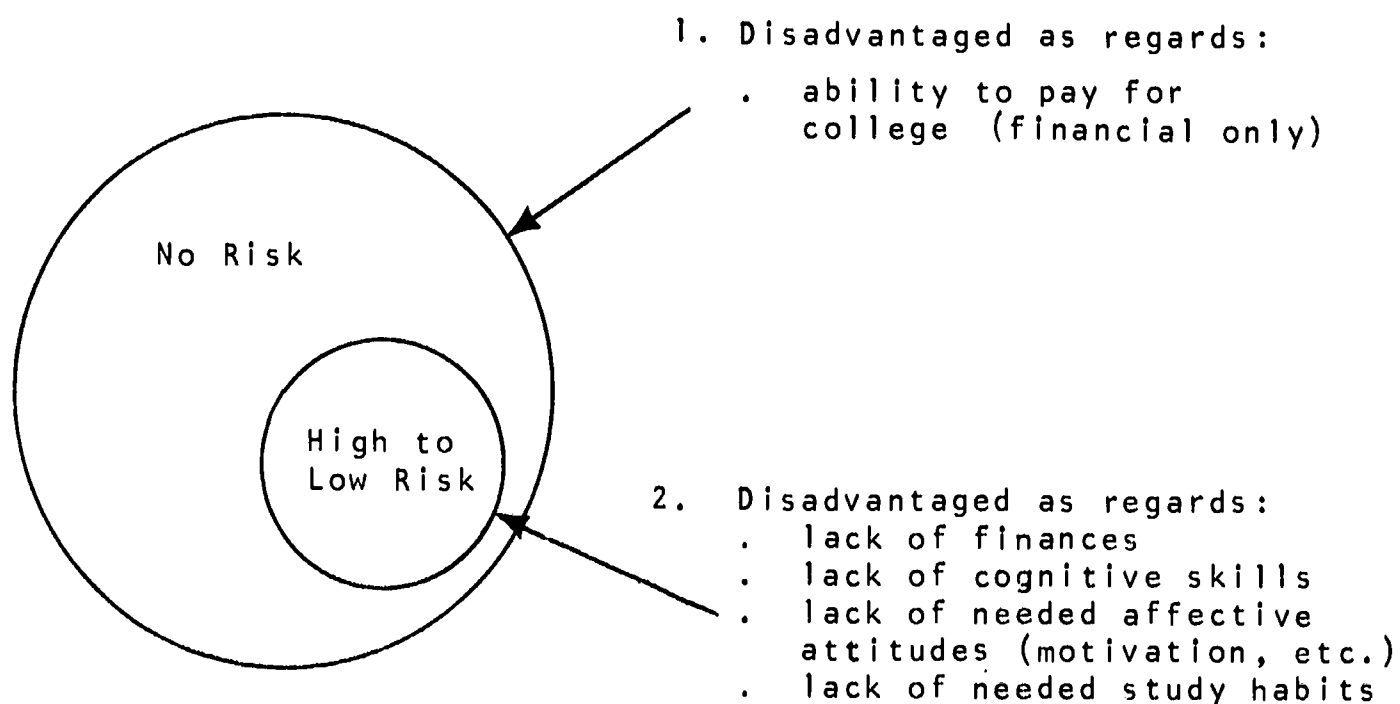 1. Disadvantaged as regards:
. ability to pay for
college (financial only)
No Risk
High to
Low Risk
2. Disadvantaged as regards:
. lack of finances
. lack of cognitive skills
. lack of needed affective
attitudes (motivation, etc.)
. lack of needed study habits